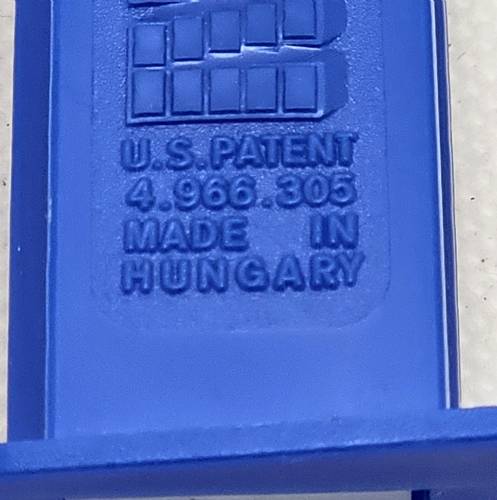 U.S.PATENT
4.966.305
MADE IN
HUNGARY